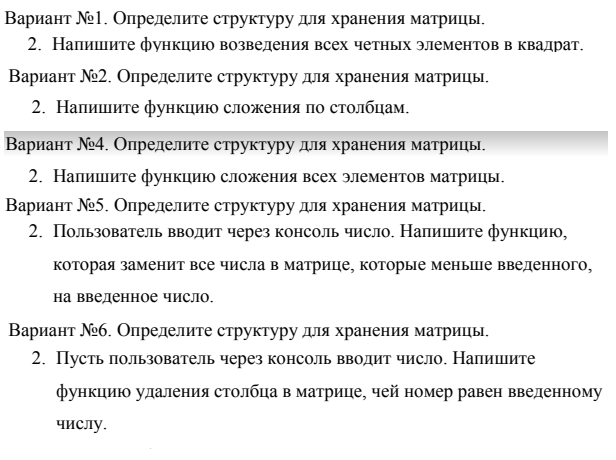 Вариант №1. Определите структуру для хранения матрицы.
2. Напишите функцию возведения всех четных элементов в квадрат.
Вариант №2. Определите структуру для хранения матрицы.
2. Напишите функцию сложения по столбцам.
Вариант №4. Определите структуру для хранения матрицы.
2. Напишите функцию сложения всех элементов матрицы.
Вариант №5. Определите структуру для хранения матрицы.
2. Пользователь вводит через консоль число. Напишите функцию,
которая заменит все числа в матрице, которые меньше введенного,
на введенное число.
Вариант №6. Определите структуру для хранения матрицы.
2. Пусть пользователь через консоль вводит число. Напишите
функцию удаления столбца в матрице, чей номер равен введенному
числу.